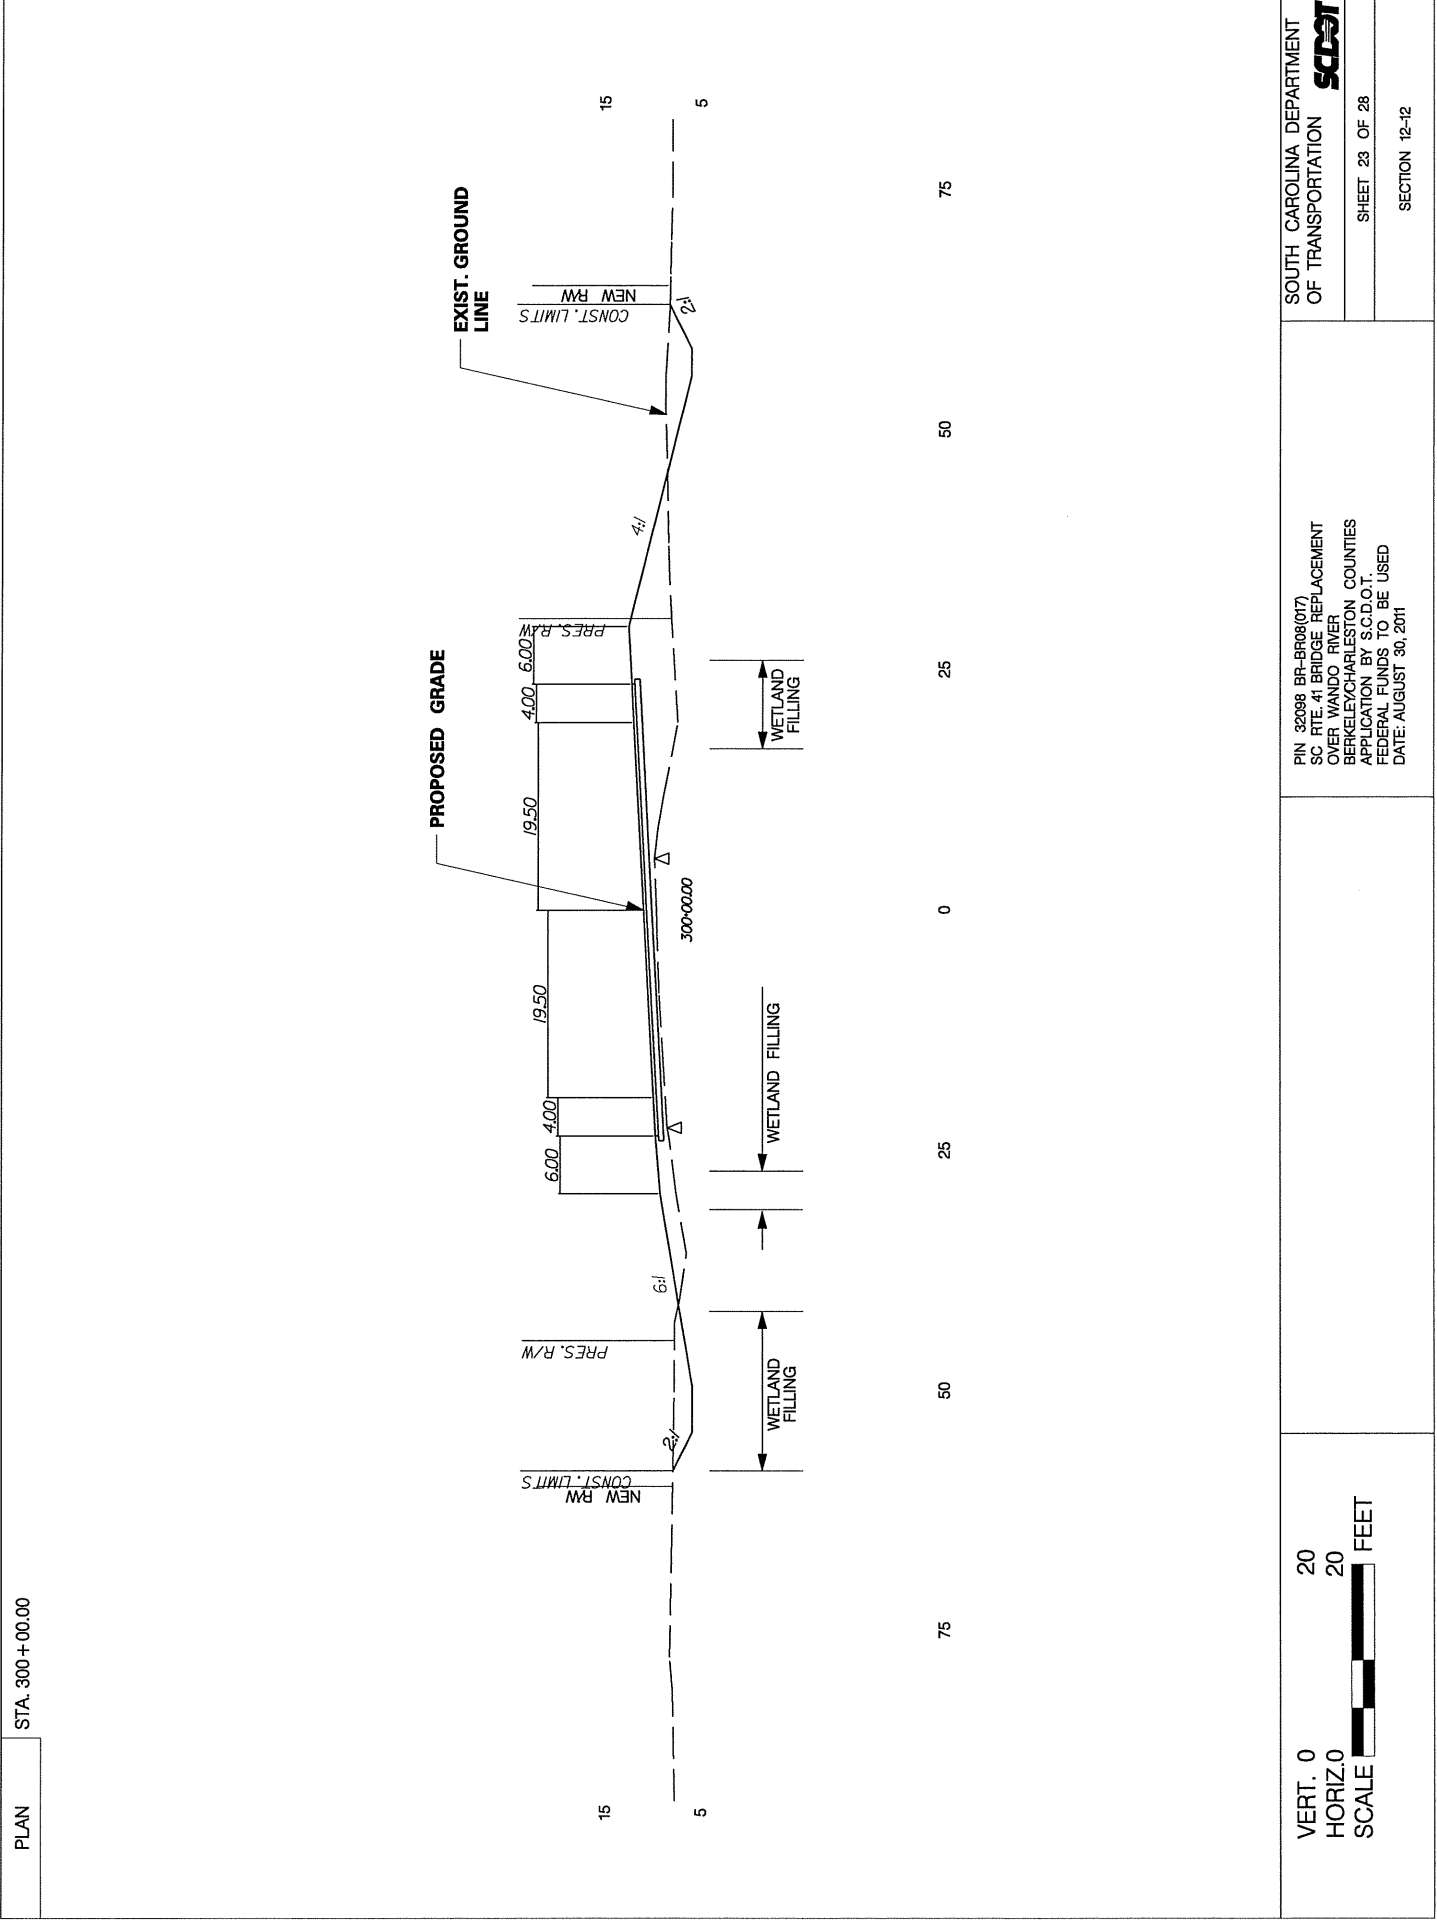 PLAN
STA. 300+00.00
EXIST. GROUND
LINE
PROPOSED GRADE
15
15
5
5
NEW R/W
CONST. LIMITS
PRES. R/W
6:1
6.00
4.00
19.50
19.50
4.00
6.00
PRES. R/W
4:1
CONST. LIMITS
NEW R/W
2:1
2:1
300+00.00
WETLAND
FILLING
WETLAND FILLING
WETLAND
FILLING
75
50
25
0
25
50
75
VERT. 0 20
HORIZ.0 20
SCALE FEET
PIN 32098 BR-BR08(017)
SC RTE. 41 BRIDGE REPLACEMENT
OVER WANDO RIVER
BERKELEY/CHARLESTON COUNTIES
APPLICATION BY S.C.D.O.T.
FEDERAL FUNDS TO BE USED
DATE: AUGUST 30, 2011
SOUTH CAROLINA DEPARTMENT
OF TRANSPORTATION
SCDOT
SHEET 23 OF 28
SECTION 12-12